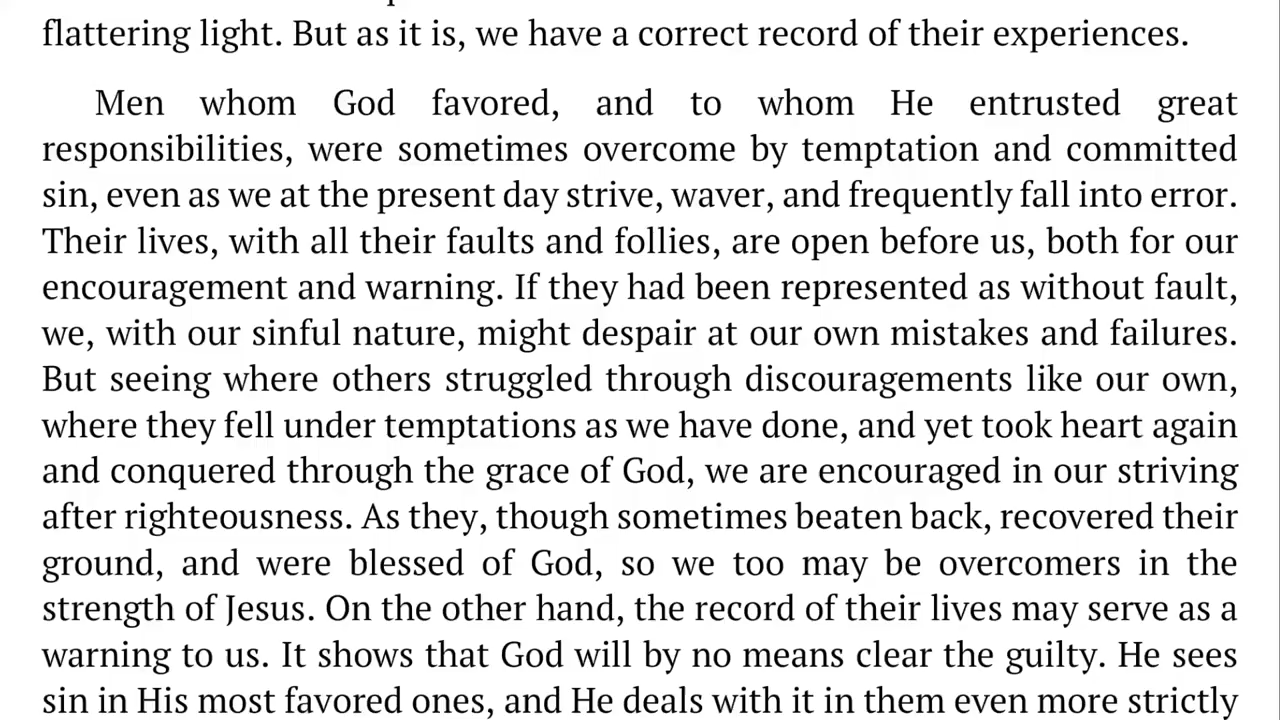 flattering light. But as it is, we have a correct record of their experiences.
Men whom God favored, and to whom He entrusted great
responsibilities, were sometimes overcome by temptation and committed
sin, even as we at the present day strive, waver, and frequently fall into error.
Their lives, with all their faults and follies, are open before us, both for our
encouragement and warning. If they had been represented as without fault,
we, with our sinful nature, might despair at our own mistakes and failures.
But seeing where others struggled through discouragements like our own,
where they fell under temptations as we have done, and yet took heart again
and conquered through the grace of God, we are encouraged in our striving
after righteousness. As they, though sometimes beaten back, recovered their
ground, and were blessed of God, so we too may be overcomers in the
strength of Jesus. On the other hand, the record of their lives may serve as a
warning to us. It shows that God will by no means clear the guilty. He sees
sin in His most favored ones, and He deals with it in them even more strictly